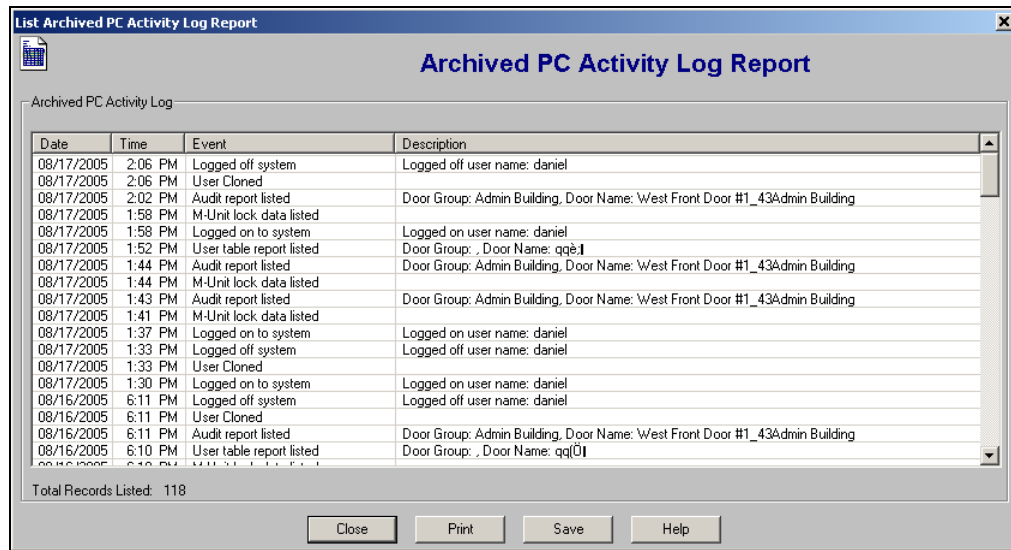 List Archived PC Activity Log Report
Archived PC Activity Log Report
Archived PC Activity Log
Date Time Event Description
08/17/2005 2:06 PM Logged off system Logged off user name: daniel
08/17/2005 2:06 PM User Cloned
08/17/2005 2:02 PM Audit report listed Door Group: Admin Building, Door Name: West Front Door #1_43Admin Building
08/17/2005 1:58 PM M-Unit lock data listed
08/17/2005 1:58 PM Logged on to system Logged on user name: daniel
08/17/2005 1:52 PM User table report listed Door Group: , Door Name: qqè;
08/17/2005 1:44 PM Audit report listed Door Group: Admin Building, Door Name: West Front Door #1_43Admin Building
08/17/2005 1:44 PM M-Unit lock data listed
08/17/2005 1:43 PM Audit report listed Door Group: Admin Building, Door Name: West Front Door #1_43Admin Building
08/17/2005 1:41 PM M-Unit lock data listed
08/17/2005 1:37 PM Logged on to system Logged on user name: daniel
08/17/2005 1:33 PM Logged off system Logged off user name: daniel
08/17/2005 1:33 PM User Cloned
08/17/2005 1:30 PM Logged on to system Logged on user name: daniel
08/16/2005 6:11 PM Logged off system Logged off user name: daniel
08/16/2005 6:11 PM User Cloned
08/16/2005 6:11 PM Audit report listed Door Group: Admin Building, Door Name: West Front Door #1_43Admin Building
08/16/2005 6:10 PM User table report listed Door Group: , Door Name: qq(Ö
Total Records Listed: 118
Close Print Save Help